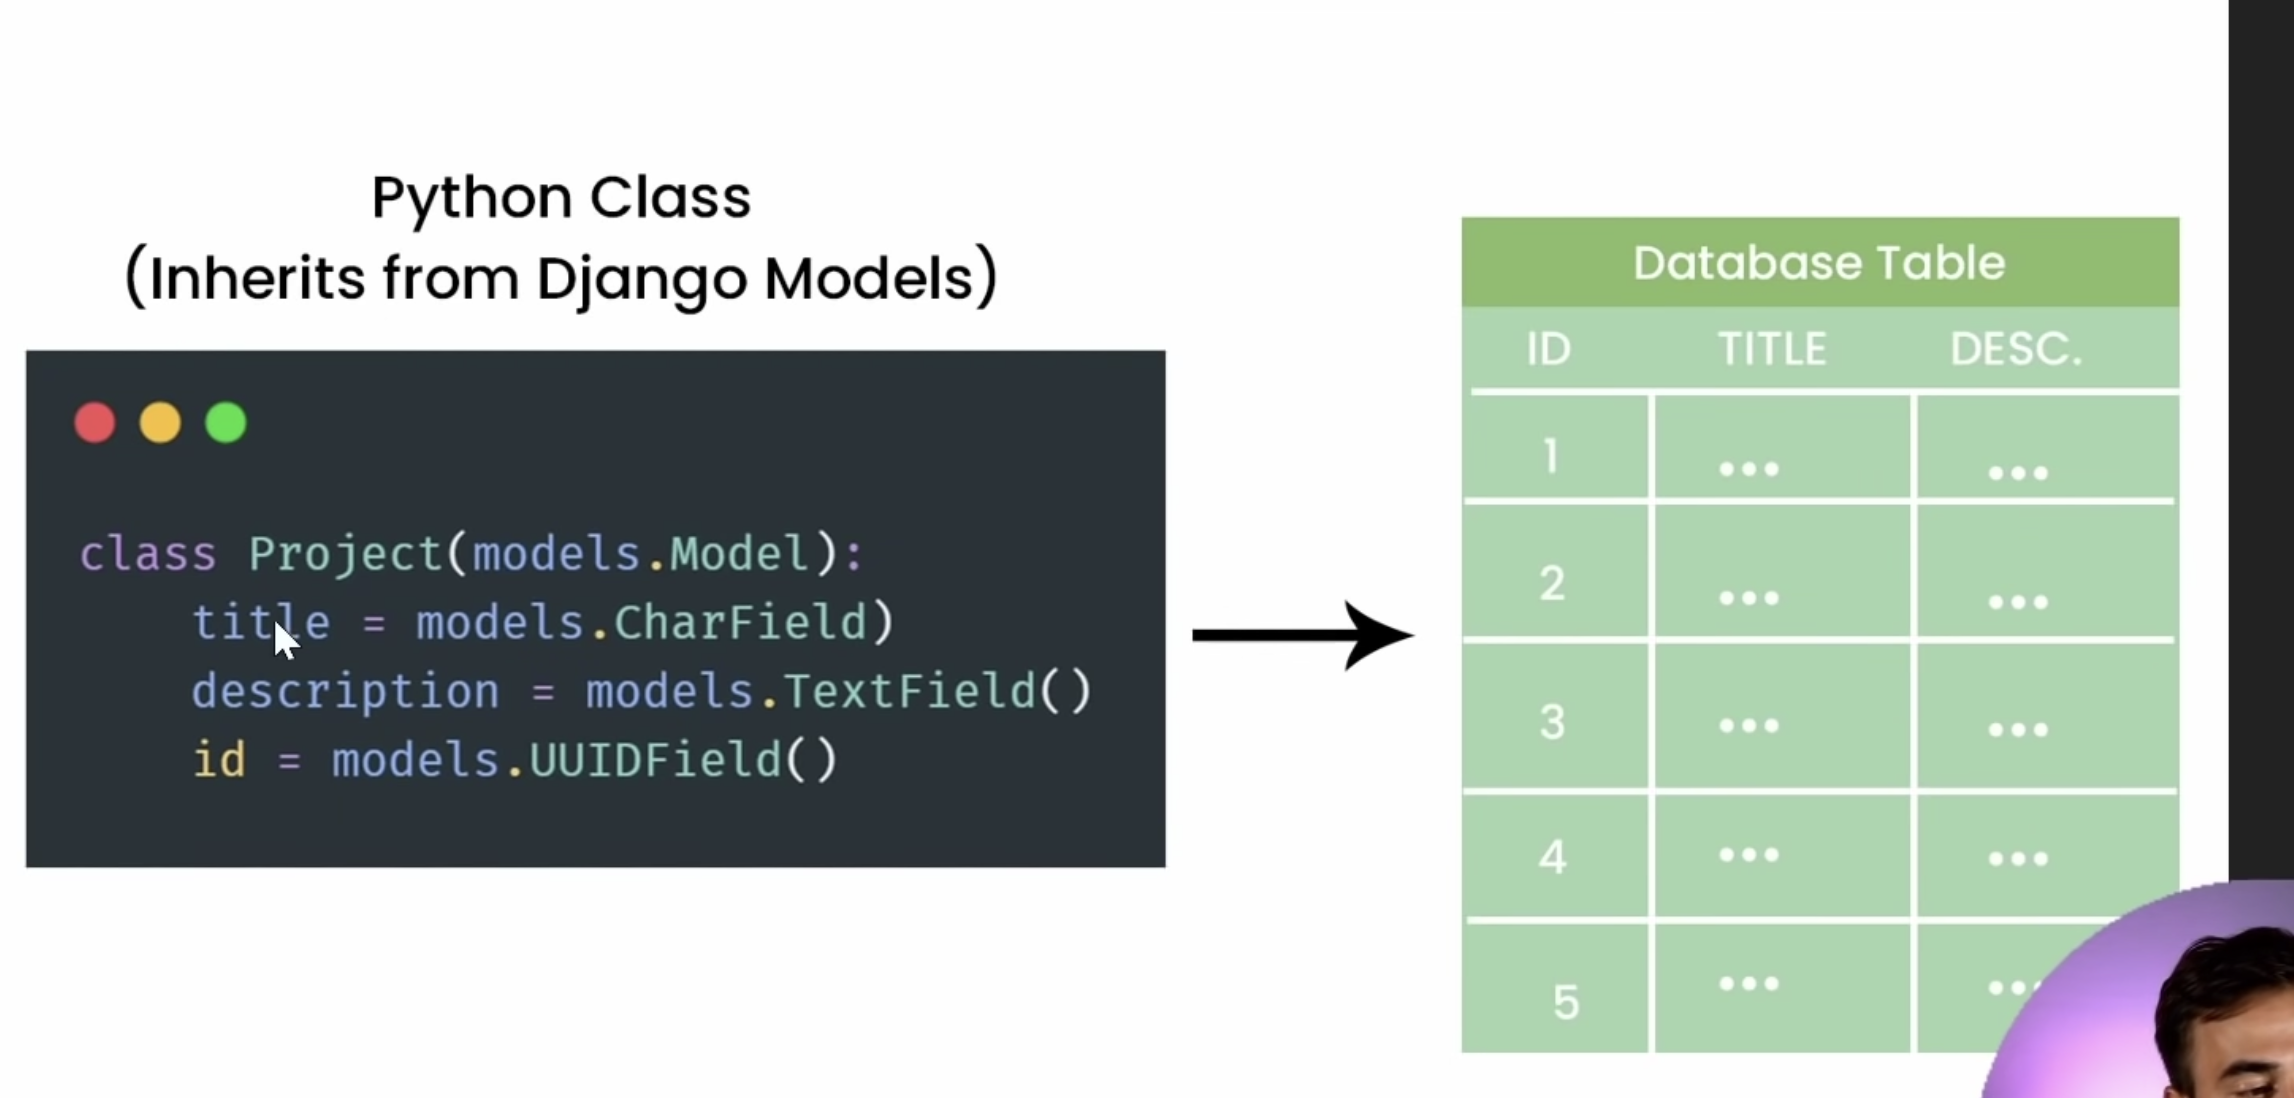 Python Class
(Inherits from Django Models)
class Project(models.Model):
    title = models.CharField)
    description = models.TextField()
    id = models.UUIDField()
Database Table
ID TITLE DESC.
1 ... ...
2 ... ...
3 ... ...
4 ... ...
5 ... ...